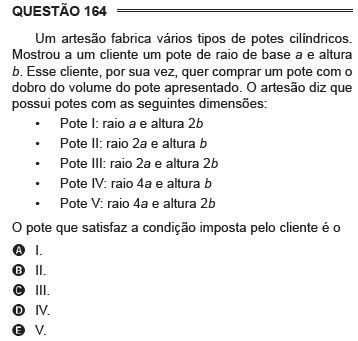 QUESTÃO 164
Um artesão fabrica vários tipos de potes cilíndricos.
Mostrou a um cliente um pote de raio de base a e altura
b. Esse cliente, por sua vez, quer comprar um pote com o
dobro do volume do pote apresentado. O artesão diz que
possui potes com as seguintes dimensões:
• Pote I: raio a e altura 2b
• Pote II: raio 2a e altura b
• Pote III: raio 2a e altura 2b
• Pote IV: raio 4a e altura b
• Pote V: raio 4a e altura 2b
O pote que satisfaz a condição imposta pelo cliente é o
A I.
B II.
C III.
D IV.
E V.